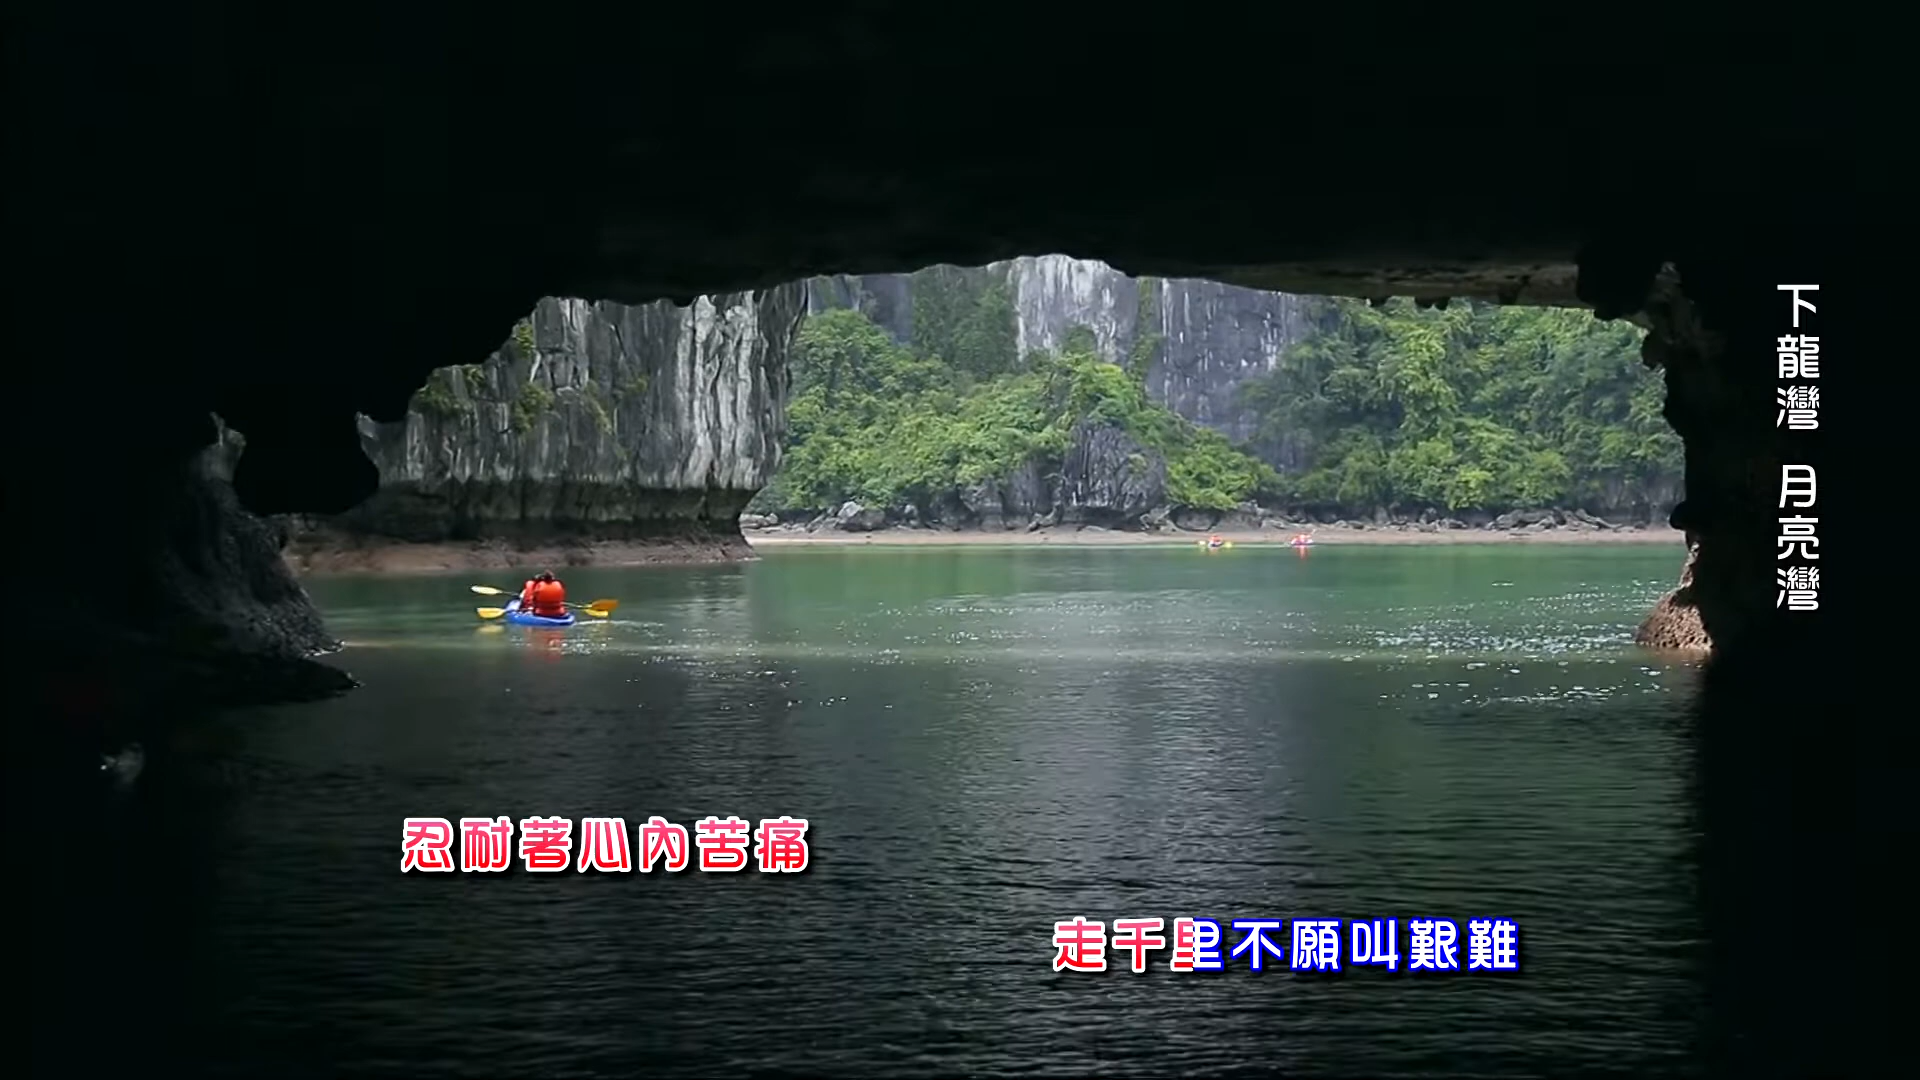 下龍灣 月亮灣
忍耐著心內苦痛
走千里不願叫艱難